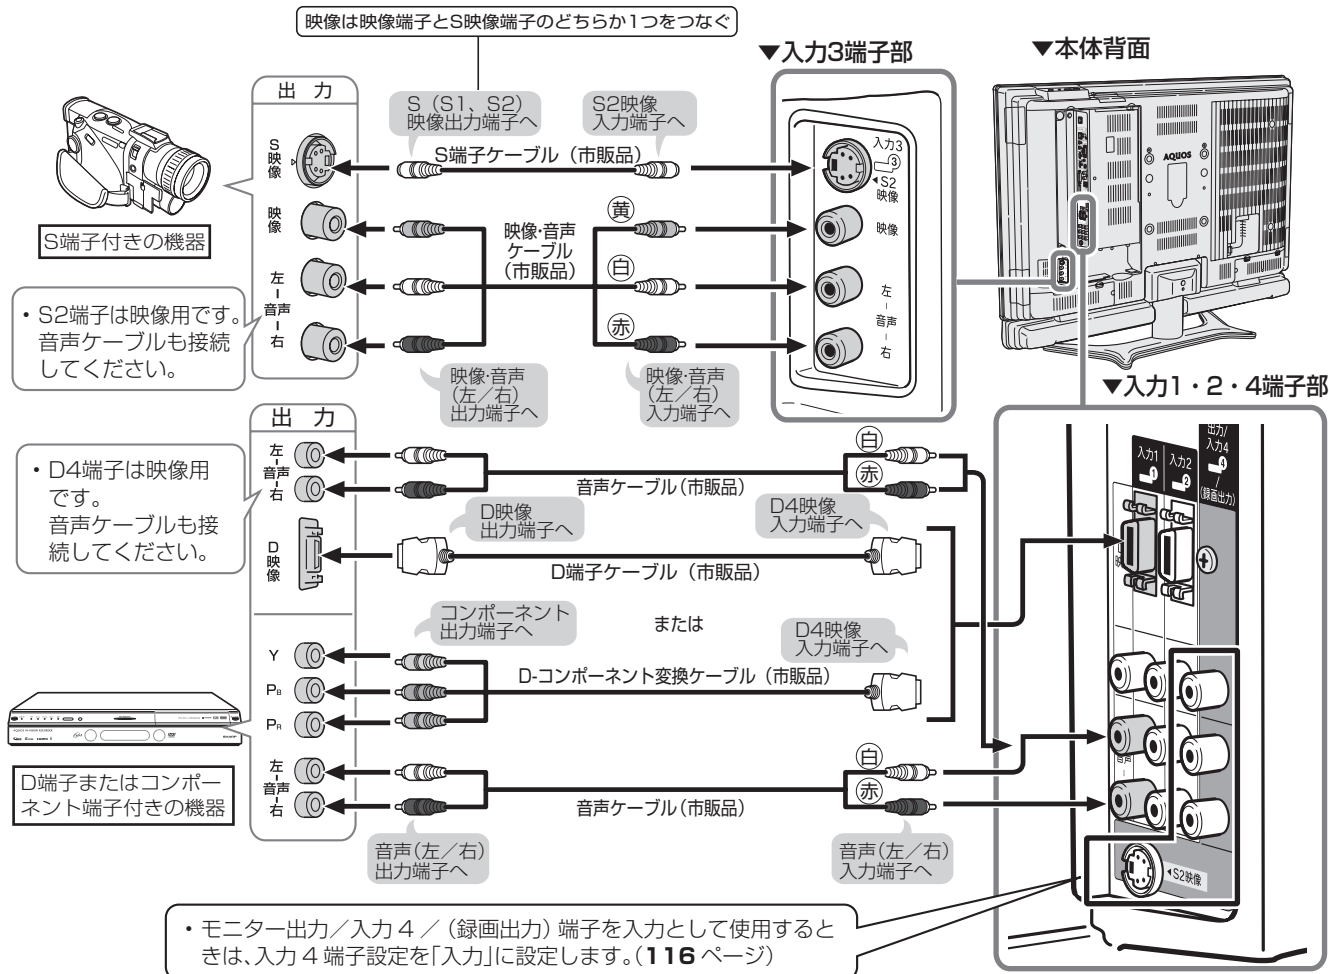 映像は映像端子とS映像端子のどちらか1つをつなぐ
▼入力3端子部
▼本体背面
出 力
S(S1、S2)
映像出力端子へ
S2映像
入力端子へ
S映像
S端子ケーブル(市販品)
入力3
3
S2
映像
AQUOS
映像
映像・音声
ケーブル
(市販品)
黄
映像
S端子付きの機器
白
左
音声
右
左
音声
右
・S2端子は映像用です。
音声ケーブルも接続
してください。
赤
映像・音声
(左/右)
出力端子へ
映像・音声
(左/右)
入力端子へ
▼入力1・2・4端子部
出 力
・D4端子は映像用
です。
音声ケーブルも接
続してください。
左
音声
右
白
赤
音声ケーブル(市販品)
出力/
入力4
4
/
(録画出力)
入力1
1
入力2
2
D映像
出力端子へ
D4映像
入力端子へ
D映像
D端子ケーブル(市販品)
コンポーネント
出力端子へ
または
D4映像
入力端子へ
Y
PB
PR
D-コンポーネント変換ケーブル(市販品)
D端子またはコンポー
ネント端子付きの機器
左
音声
右
白
赤
音声ケーブル(市販品)
音声(左/右)
出力端子へ
音声(左/右)
入力端子へ
S2映像
・モニター出力/入力4/(録画出力)端子を入力として使用すると
きは、入力4端子設定を「入力」に設定します。(116ページ)